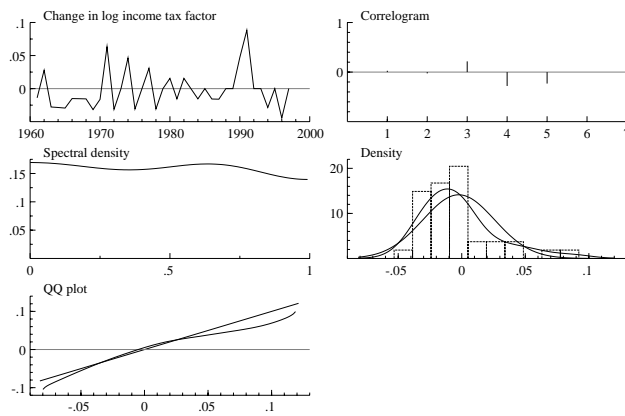 Change in log income tax factor
.1
.05
0
1960 1970 1980 1990 2000
Correlogram
1
0
1 2 3 4 5 6 7
Spectral density
.15
.1
.05
0 .5 1
Density
20
10
-.05 0 .05 .1
QQ plot
.1
0
-.1
-.05 0 .05 .1